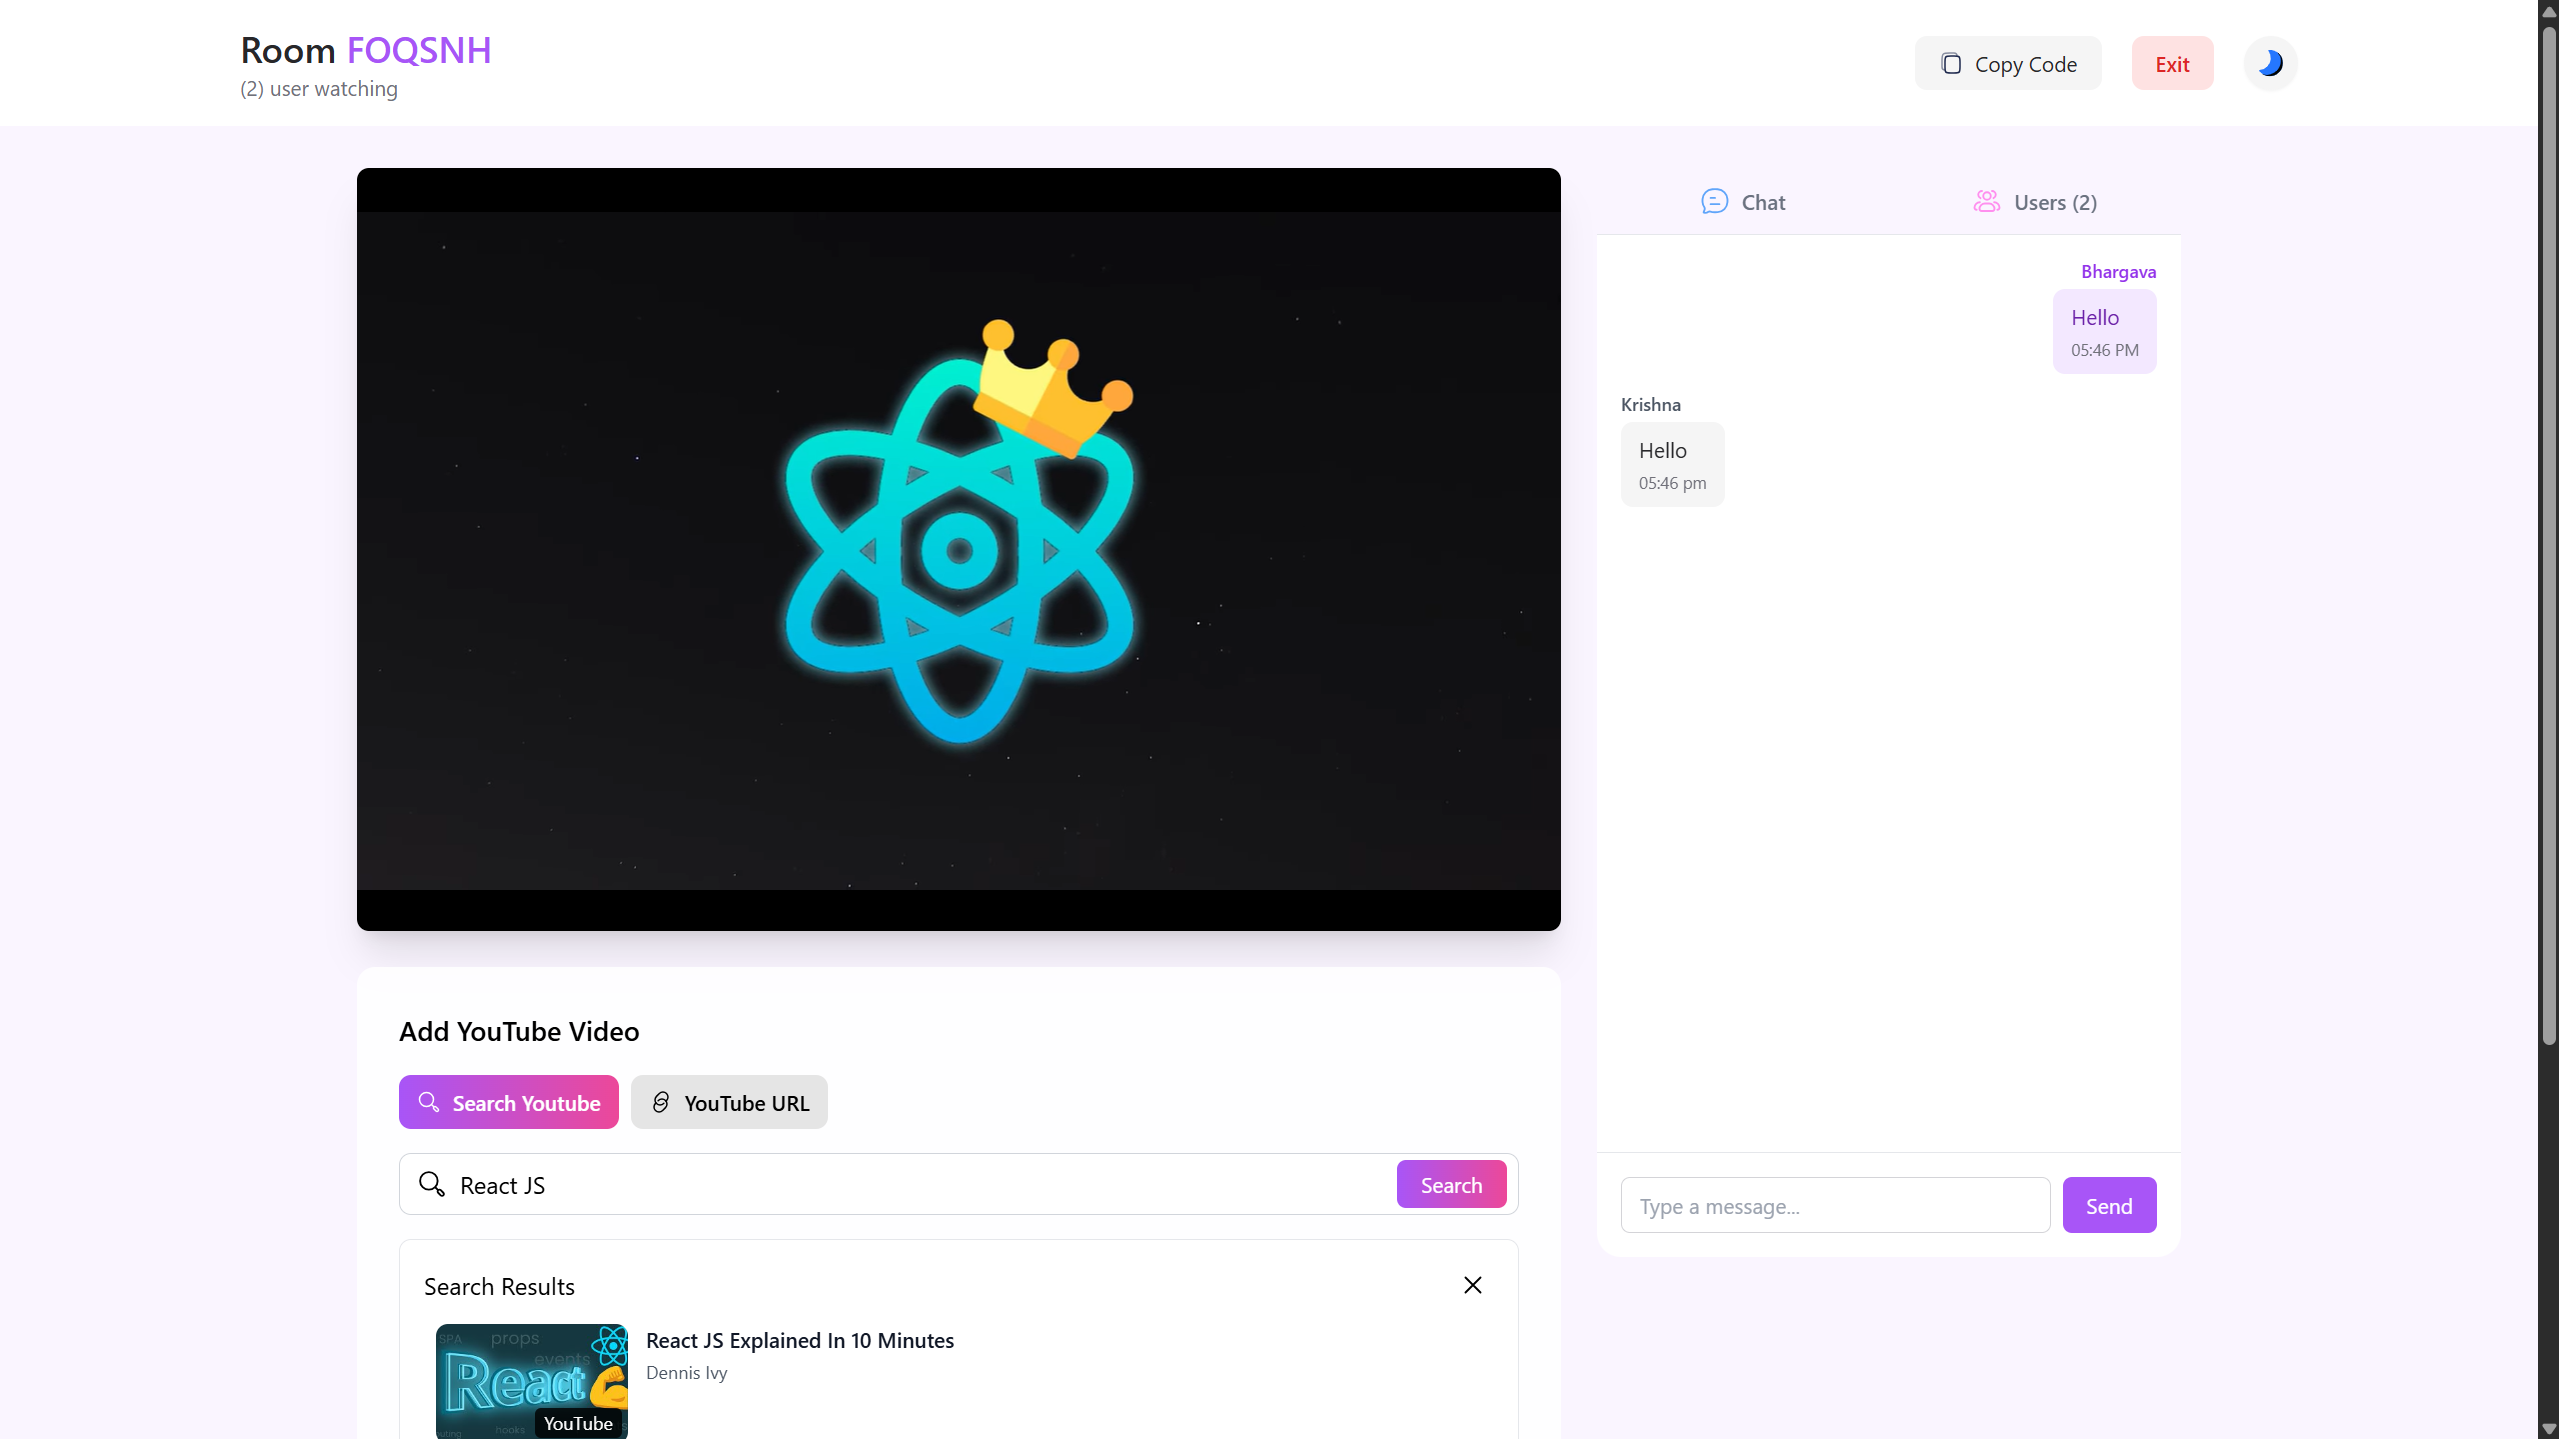 Room FOQSNH
(2) user watching
Copy Code
Exit
Chat
Users (2)
Bhargava
Hello
05:46 PM
Krishna
Hello
05:46 pm
Add YouTube Video
Search Youtube
YouTube URL
React JS
Search
Type a message...
Send
Search Results
SPA
props
events
React
YouTube
hooks
React JS Explained In 10 Minutes
Dennis Ivy